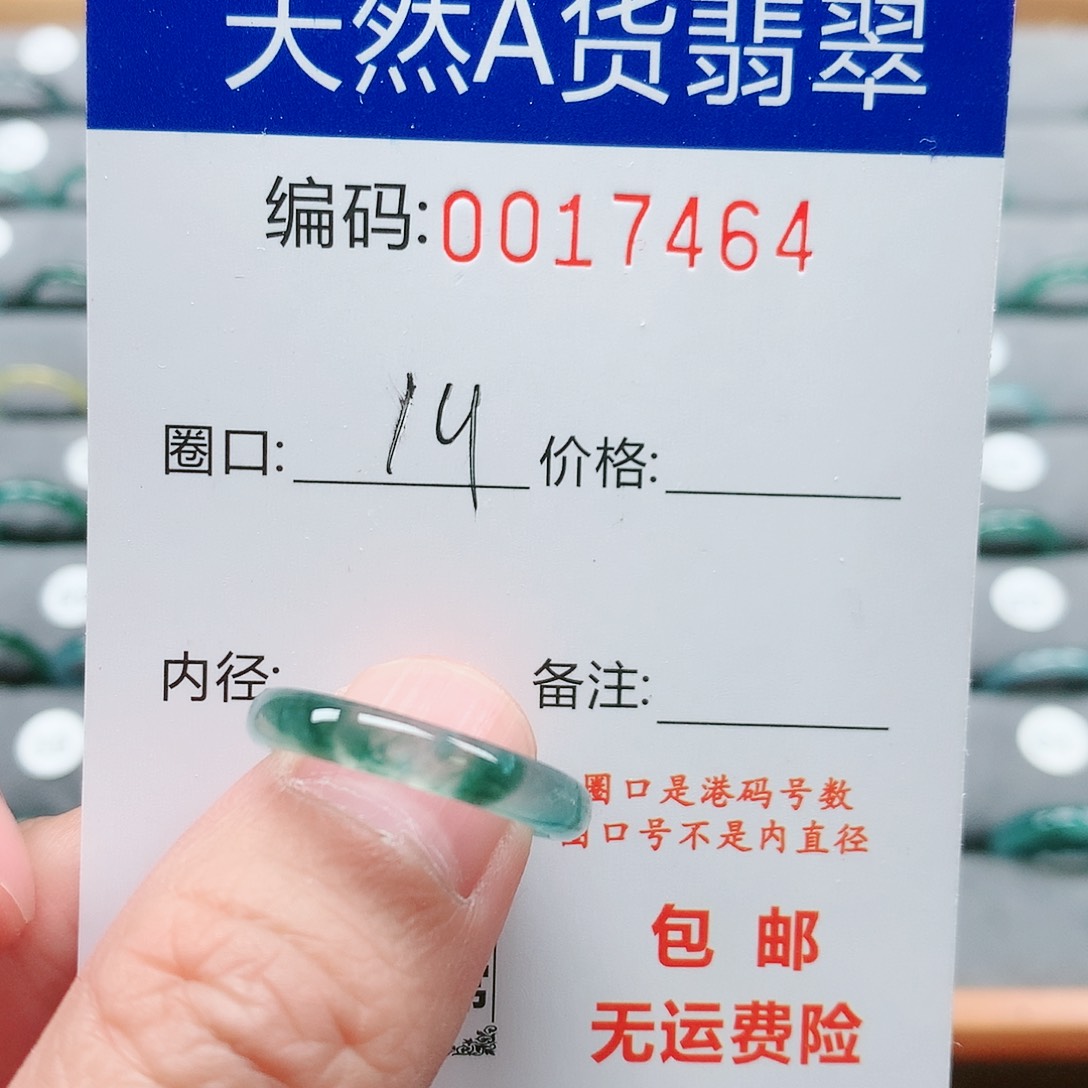 天然A货翡翠
编码:0017464
圈口: 14 价格:
内径: 备注:
圈口是港码号数
口号不是内直径
包邮
无运费险